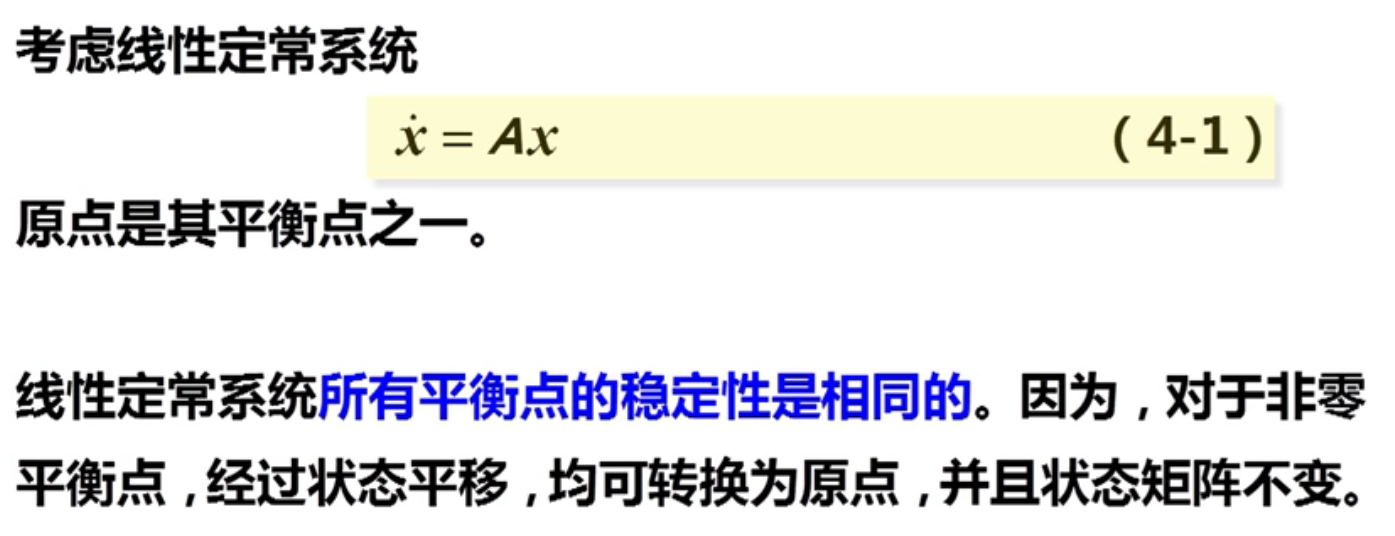 考虑线性定常系统
ẋ = Ax （4-1）
原点是其平衡点之一。
线性定常系统所有平衡点的稳定性是相同的。因为，对于非零
平衡点，经过状态平移，均可转换为原点，并且状态矩阵不变。